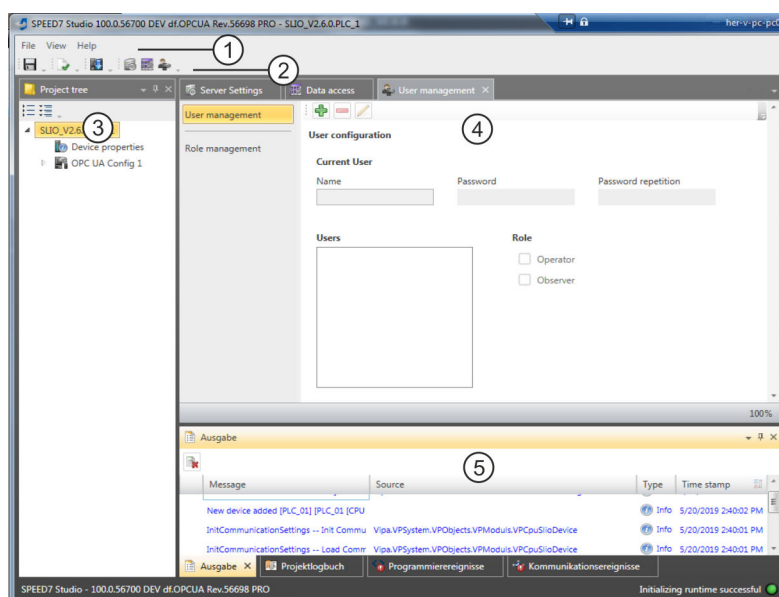 SPEED7 Studio 100.0.56700 DEV df.OPCUA Rev.56698 PRO - SLIO_V2.6.0.PLC_1
her-v-pc-pc0
File View Help
1
2
Project tree
Server Settings
Data access
User management
3
SLIO_V2.6
Device properties
OPC UA Config 1
User management
Role management
4
User configuration
Current User
Name
Password
Password repetition
Users
Role
Operator
Observer
100%
Ausgabe
5
Message
Source
Type
Time stamp
New device added [PLC_01] [PLC_01 [CPU
Info
5/20/2019 2:40:02 PM
InitCommunicationSettings -- Init Commu
Vipa.VPSystem.VPObjects.VPModuls.VPCpuSlioDevice
Info
5/20/2019 2:40:01 PM
InitCommunicationSettings -- Load Comm
Vipa.VPSystem.VPObjects.VPModuls.VPCpuSlioDevice
Info
5/20/2019 2:40:01 PM
Ausgabe
Projektlogbuch
Programmierereignisse
Kommunikationsereignisse
SPEED7 Studio - 100.0.56700 DEV df.OPCUA Rev.56698 PRO
Initializing runtime successful